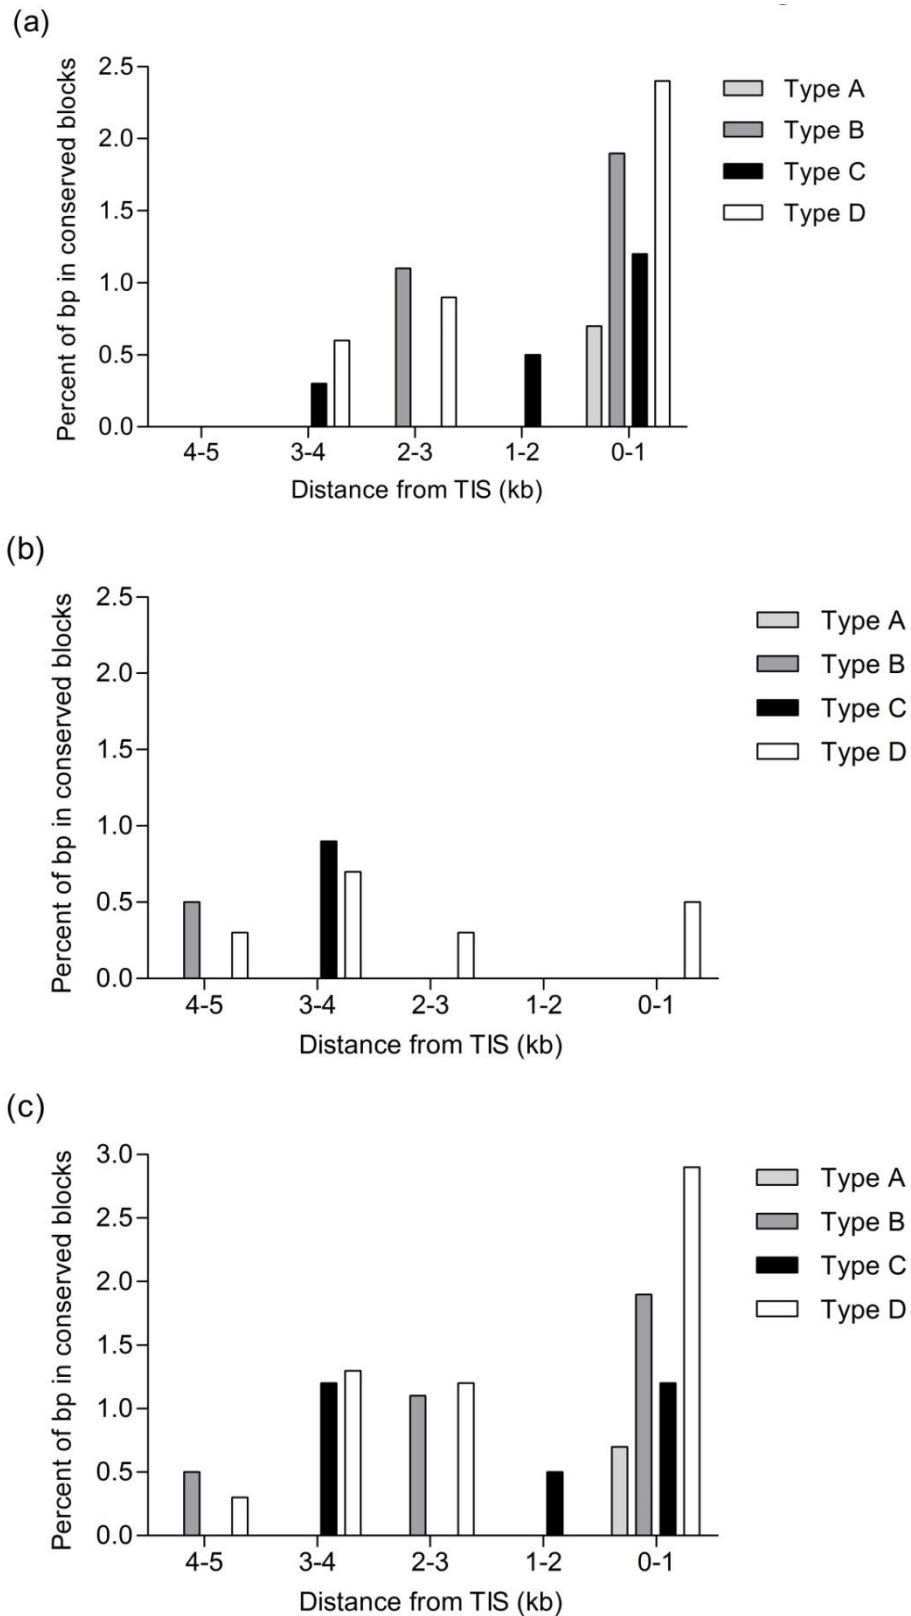 (a)
Percent of bp in conserved blocks
2.5
2.0
1.5
1.0
0.5
0.0
4-5 3-4 2-3 1-2 0-1
Distance from TIS (kb)
Type A
Type B
Type C
Type D
(b)
Percent of bp in conserved blocks
2.5
2.0
1.5
1.0
0.5
0.0
4-5 3-4 2-3 1-2 0-1
Distance from TIS (kb)
Type A
Type B
Type C
Type D
(c)
Percent of bp in conserved blocks
3.0
2.5
2.0
1.5
1.0
0.5
0.0
4-5 3-4 2-3 1-2 0-1
Distance from TIS (kb)
Type A
Type B
Type C
Type D